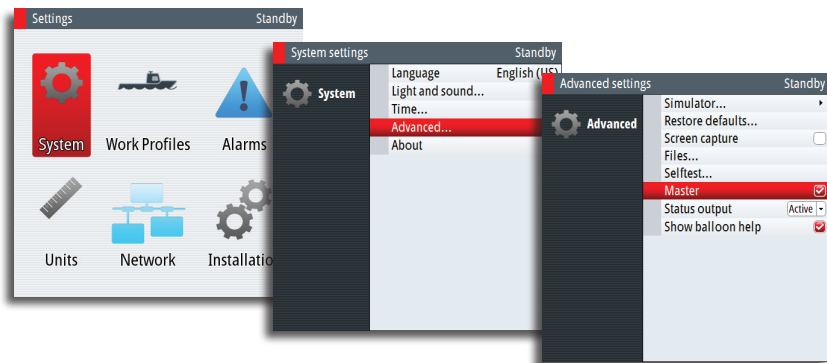 Settings Standby
System Work Profiles Alarms
Units Network Installatio
System settings Standby
System
Language English (US)
Light and sound...
Time...
Advanced...
About
Advanced settings Standby
Advanced
Simulator...
Restore defaults...
Screen capture
Files...
Selftest...
Master
Status output Active
Show balloon help